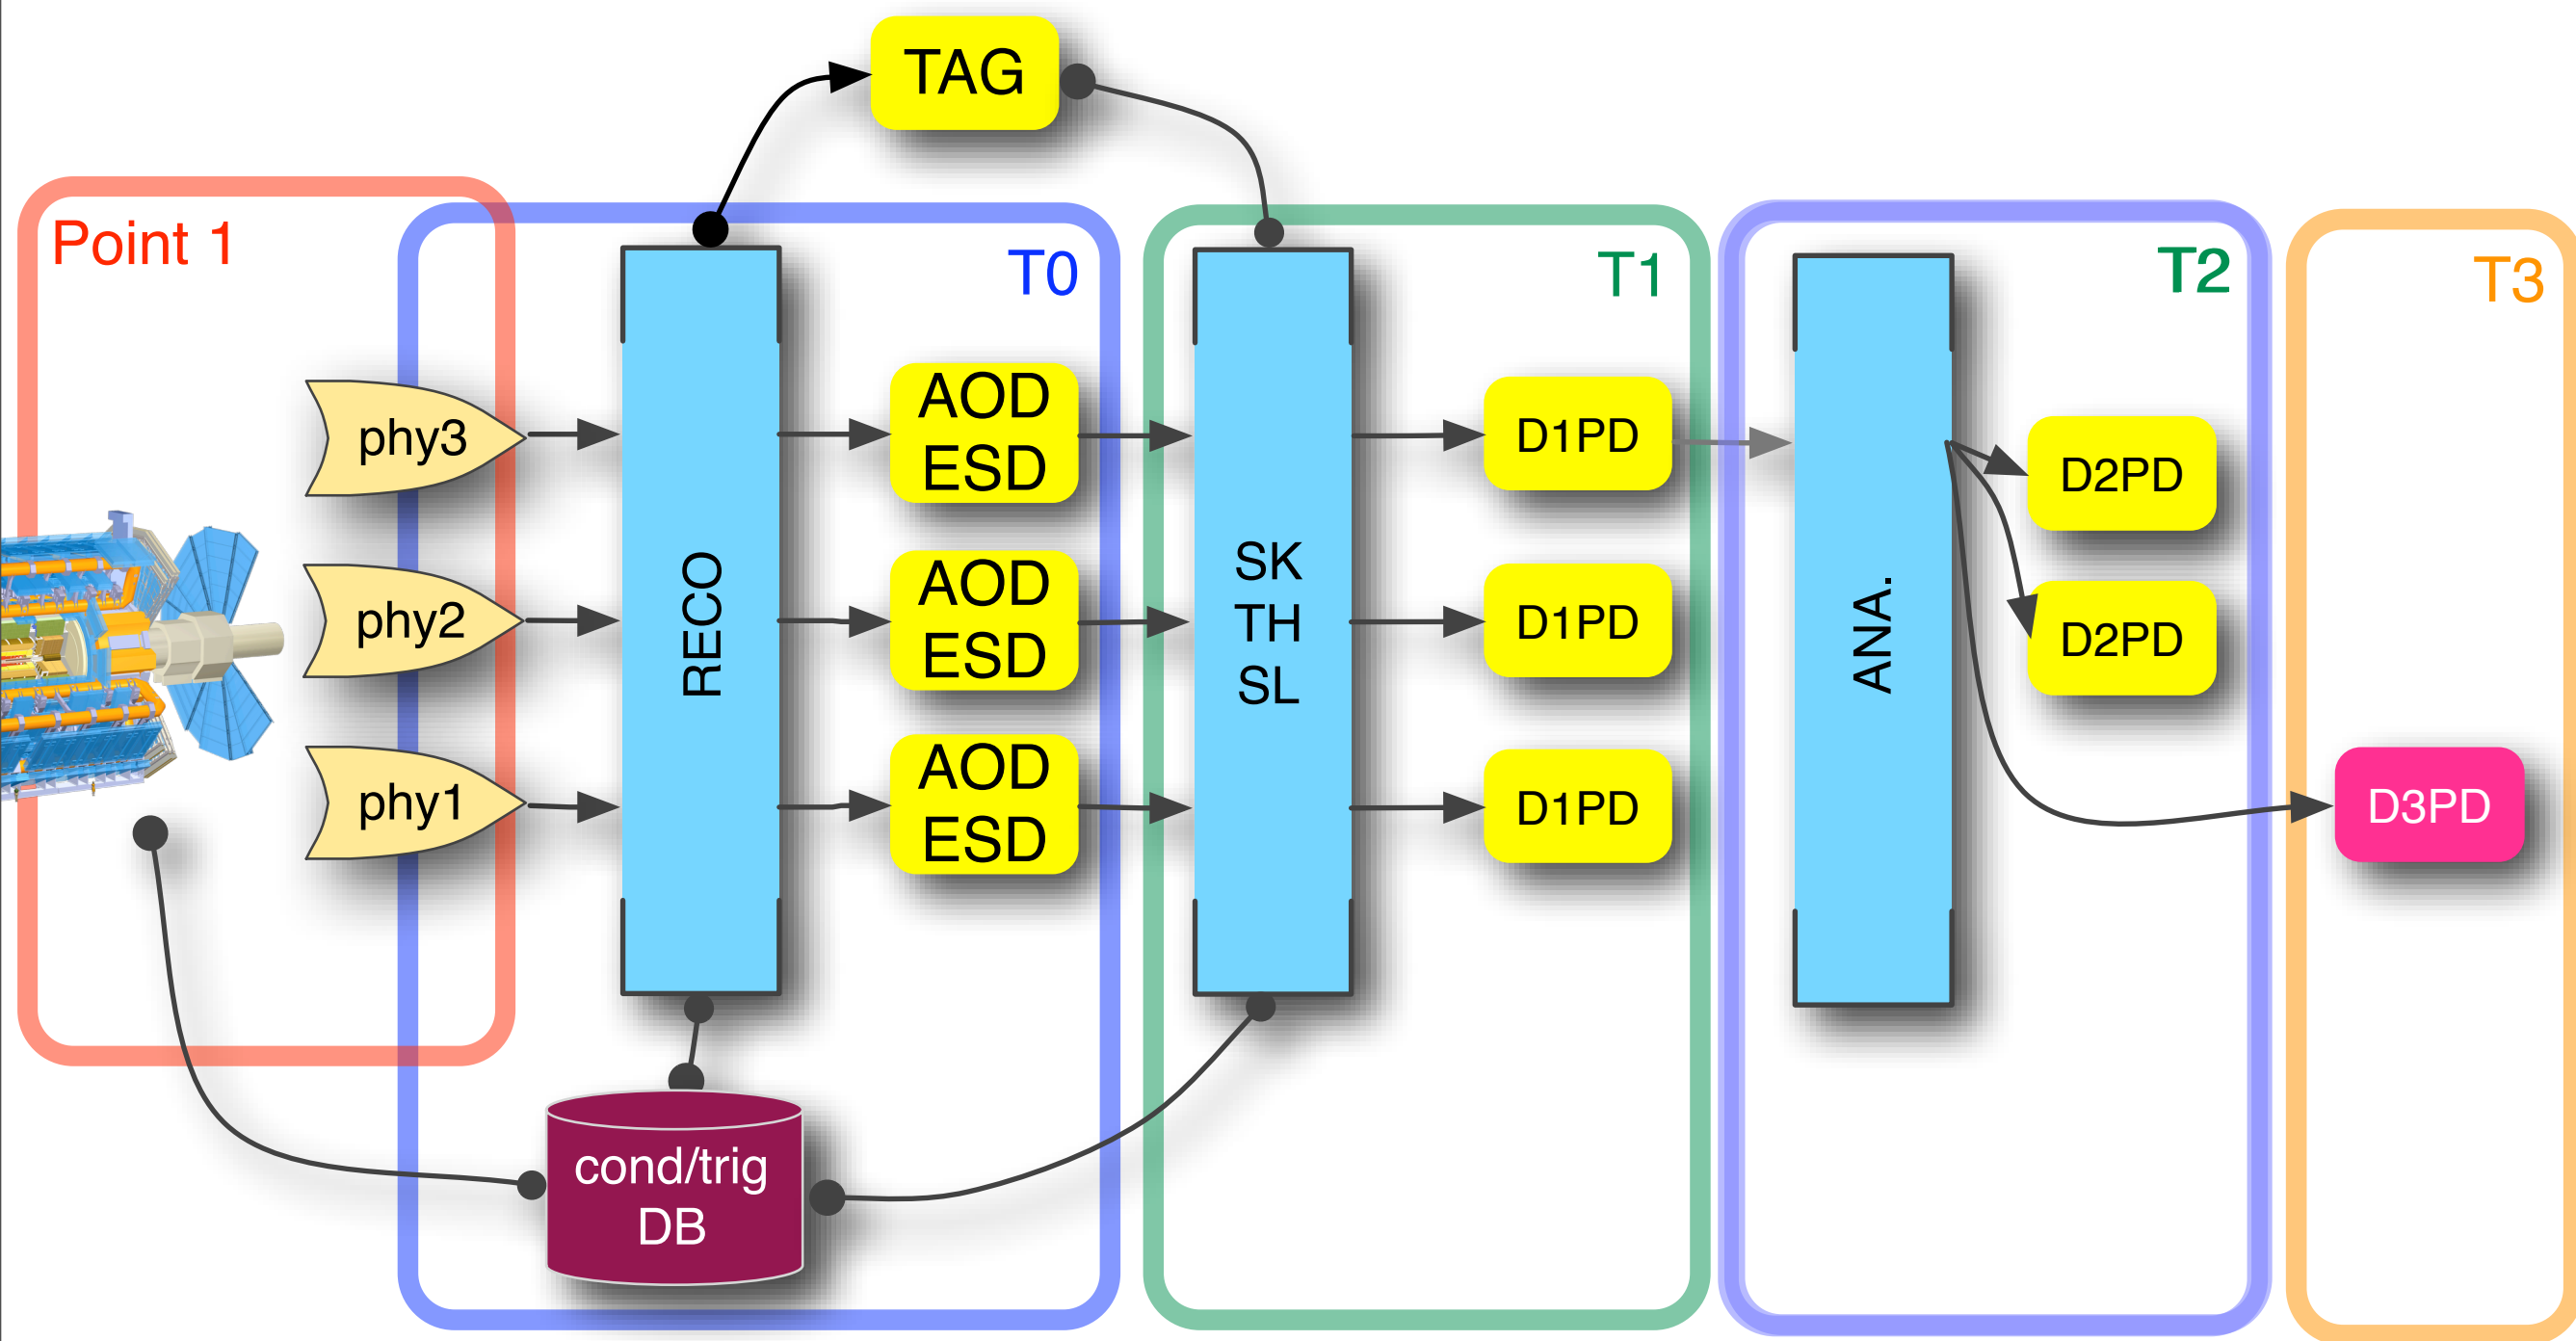 TAG
Point 1
T0
T1
T2
T3
phy3
phy2
phy1
RECO
AOD
ESD
AOD
ESD
AOD
ESD
SK
TH
SL
D1PD
D1PD
D1PD
ANA.
D2PD
D2PD
D3PD
cond/trig
DB